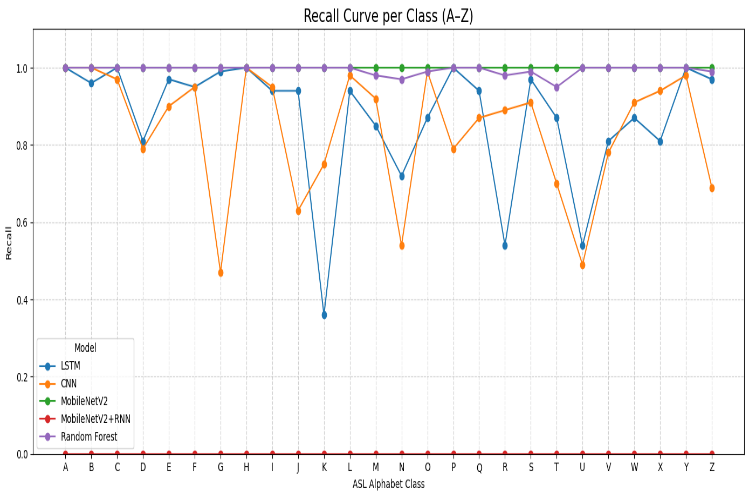 Recall Curve per Class (A–Z)
1.0
0.8
0.6
0.4
0.2
0.0
Recall
Model
LSTM
CNN
MobileNetV2
MobileNetV2+RNN
Random Forest
A B C D E F G H I J K L M N O P Q R S T U V W X Y Z
ASL Alphabet Class